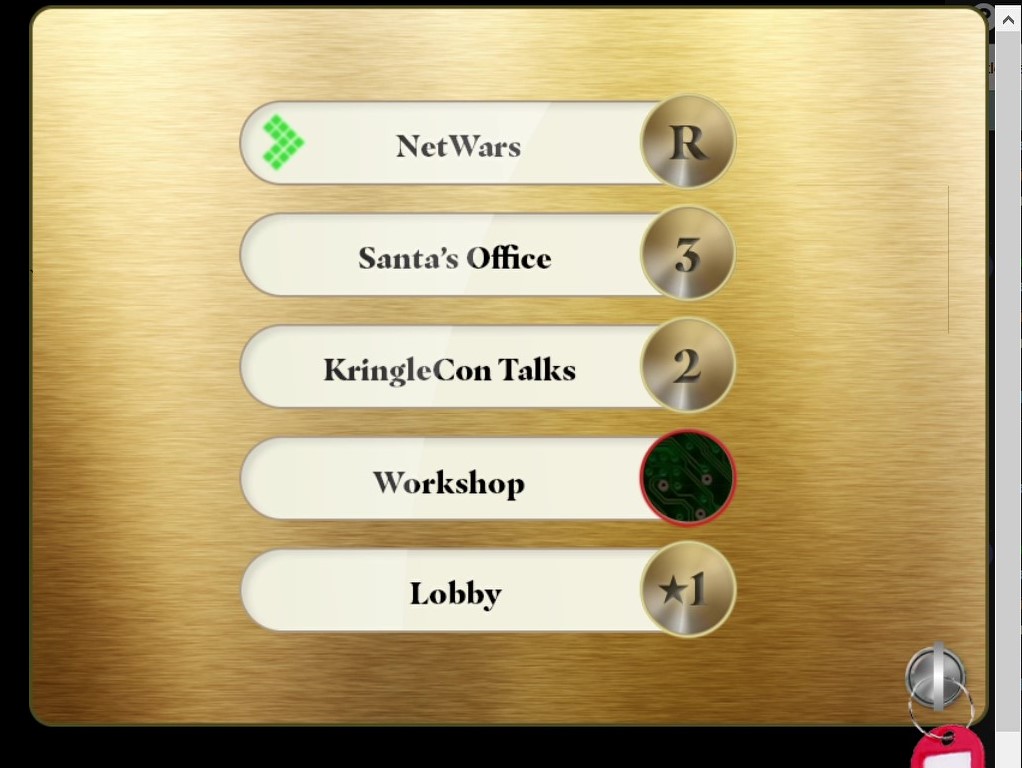 NetWars R
Santa's Office 3
KringleCon Talks 2
Workshop
Lobby ★1